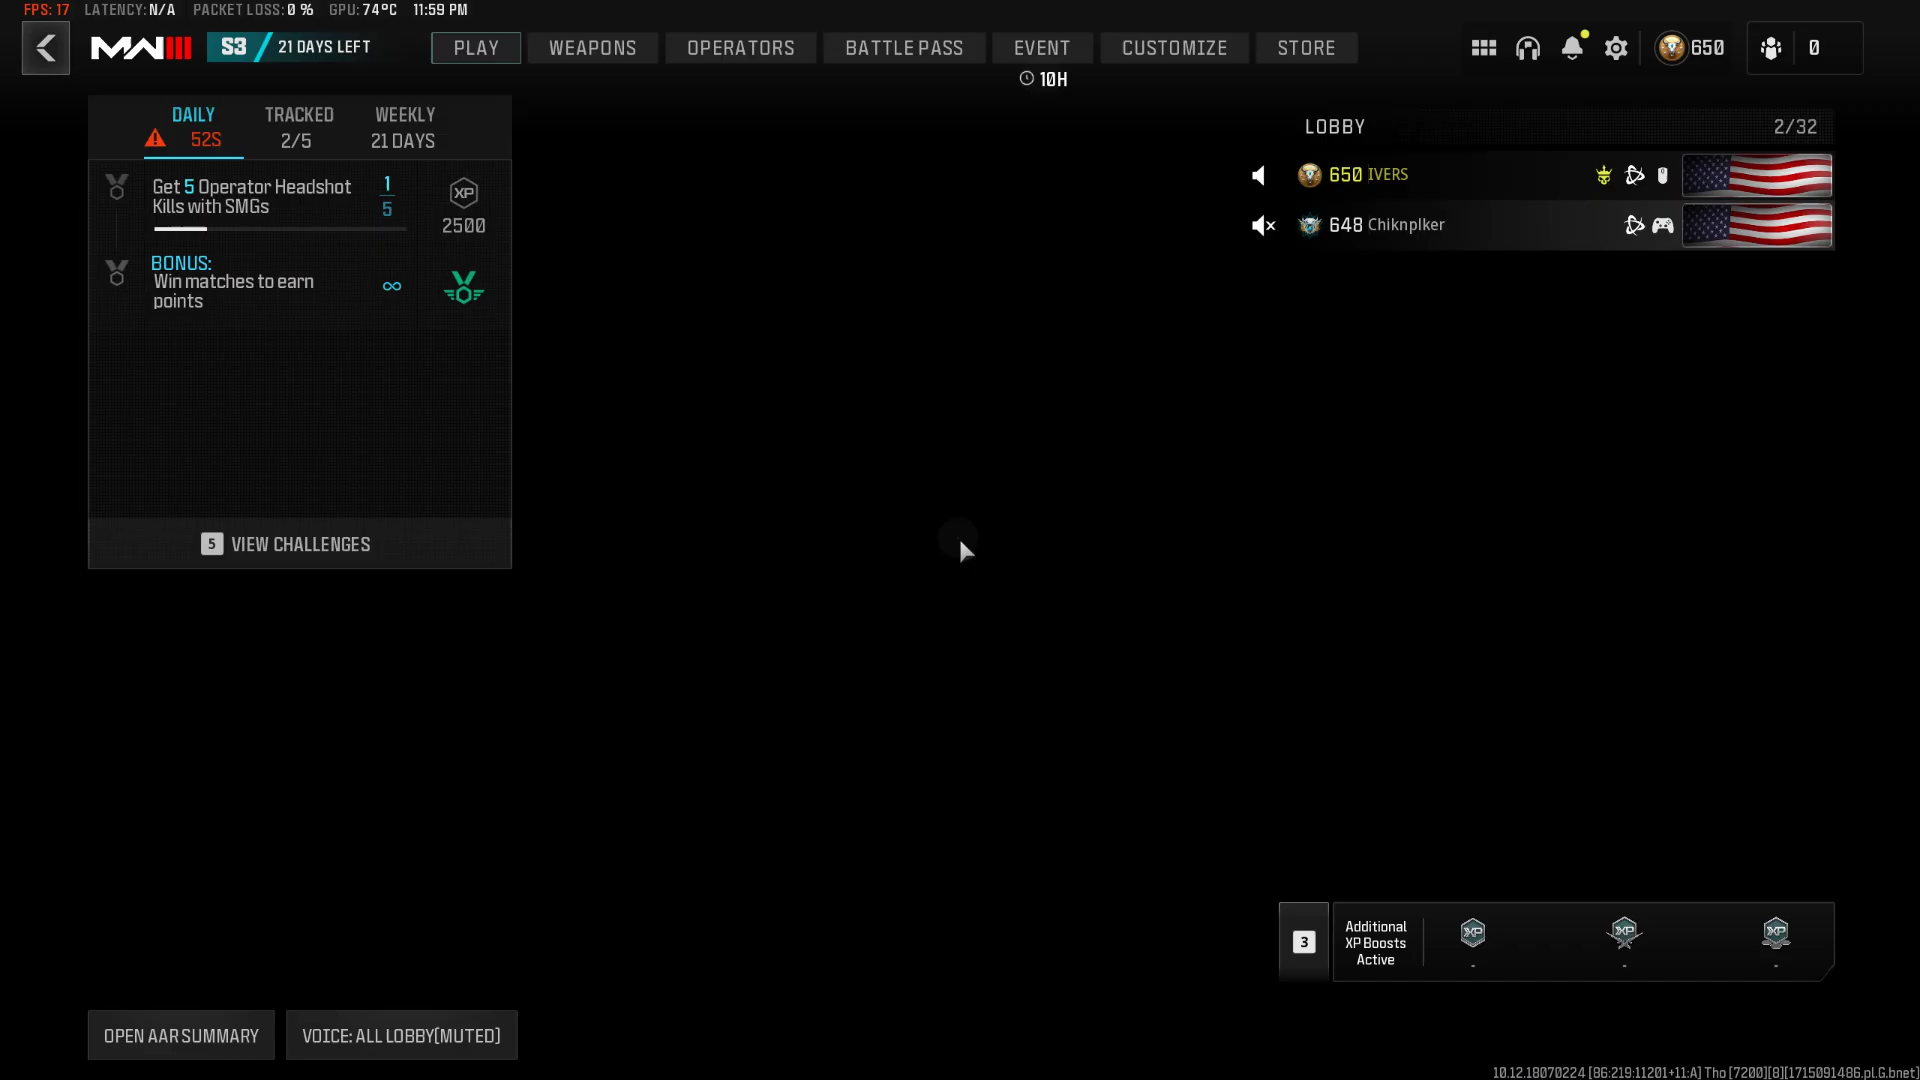 FPS: 17 LATENCY: N/A PACKET LOSS: 0 % GPU: 74°C 11:59 PM
MWIII S3 21 DAYS LEFT PLAY WEAPONS OPERATORS BATTLE PASS EVENT CUSTOMIZE STORE 650 0
10H
DAILY TRACKED WEEKLY
52S 2/5 21 DAYS
LOBBY 2/32
650 IVERS
648 Chiknplker
Get 5 Operator Headshot
Kills with SMGs
1
5
XP
2500
BONUS:
Win matches to earn
points
∞
5 VIEW CHALLENGES
3
Additional
XP Boosts
Active
XP XP XP
- - -
OPEN AAR SUMMARY VOICE: ALL LOBBY[MUTED]
10.12.18070224 [86:219:11201+11:A] Tho [7200][8][1715091486.pl.G.bnet]